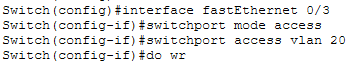 Switch(config)#interface fastEthernet 0/3
Switch(config-if)#switchport mode access
Switch(config-if)#switchport access vlan 20
Switch(config-if)#do wr